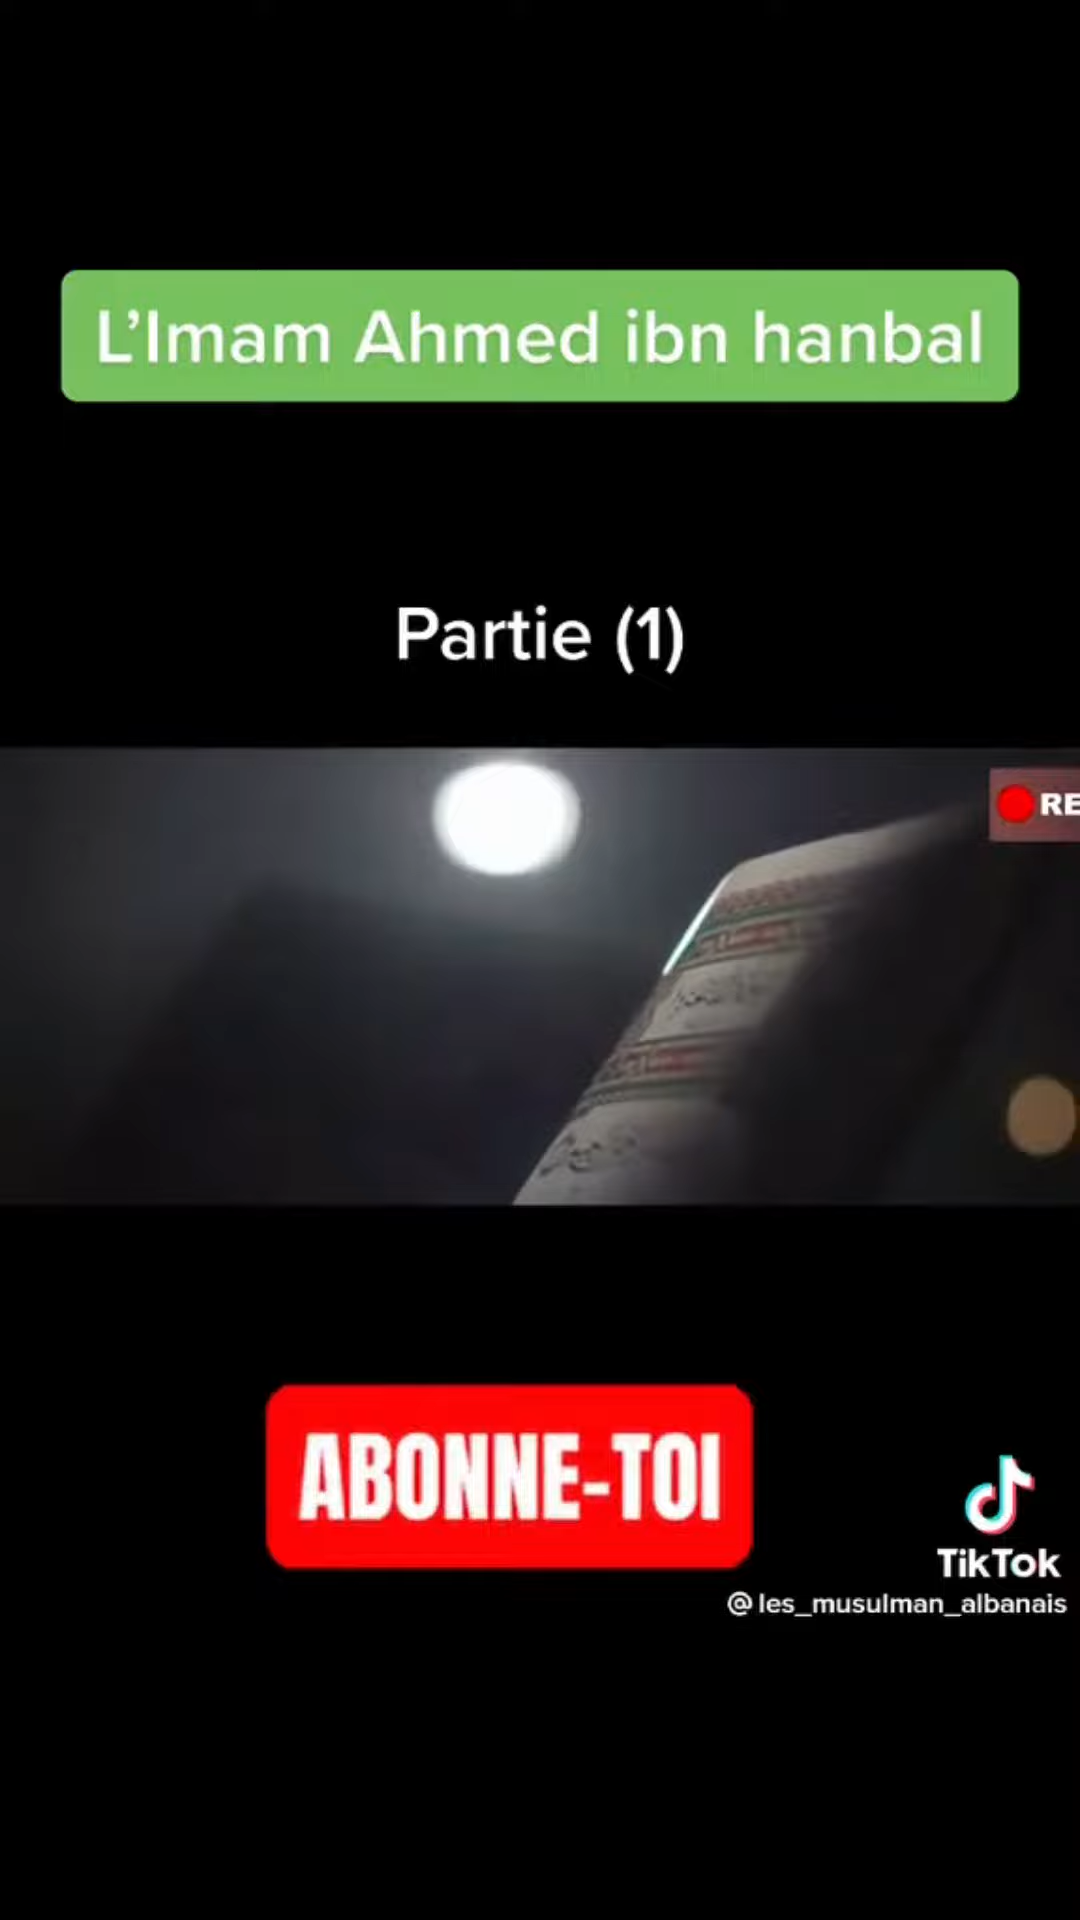 L’Imam Ahmed ibn hanbal
Partie (1)
RE
ABONNE-TOI
TikTok
@les_musulman_albanais